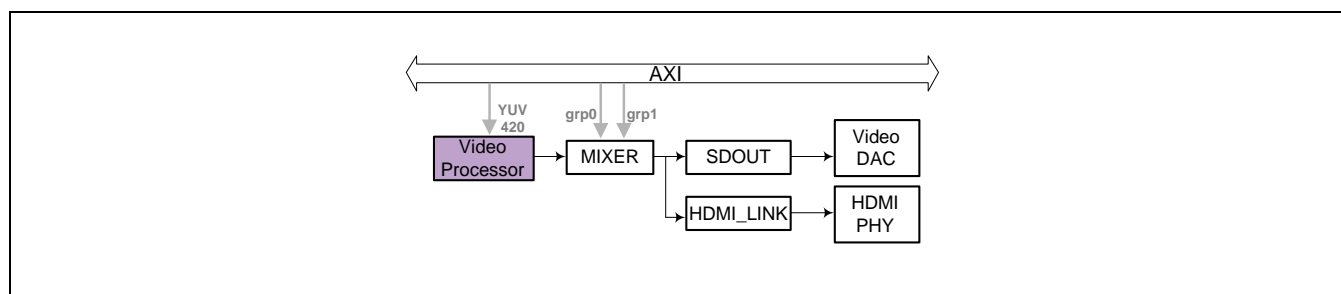 AXI
YUV
420
grp0
grp1
Video
Processor
MIXER
SDOUT
Video
DAC
HDMI_LINK
HDMI
PHY